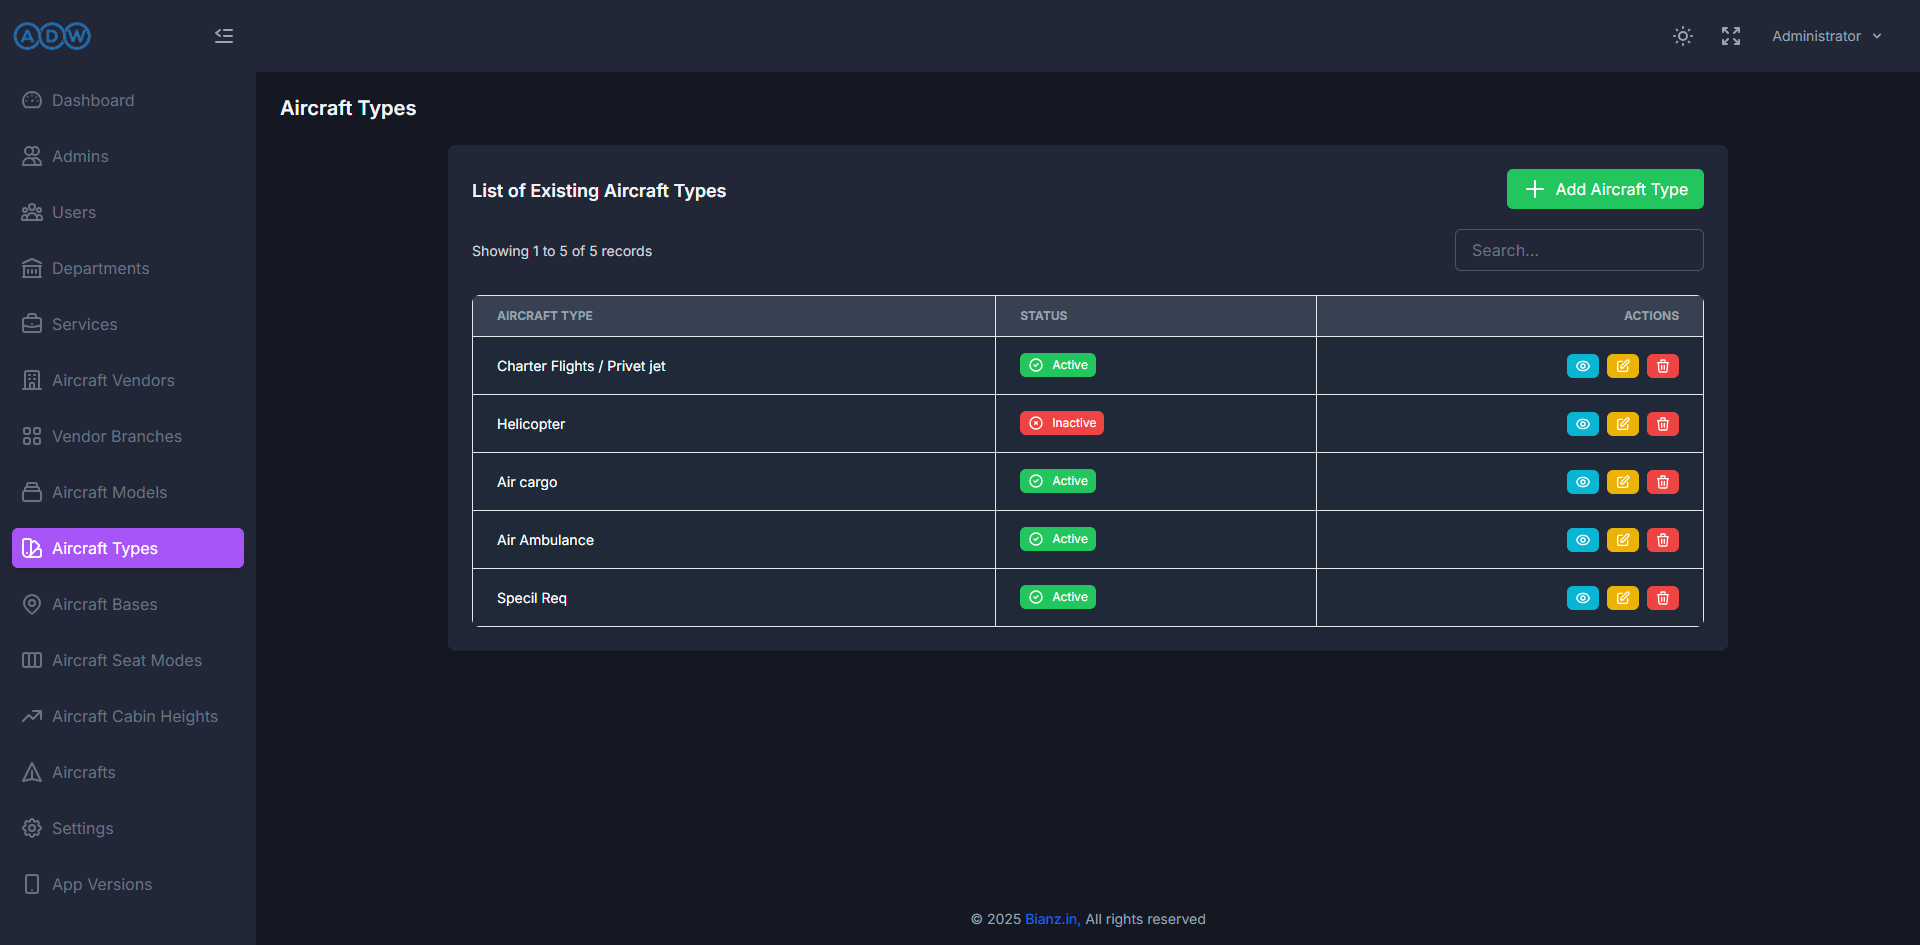 ADW
Administrator
Dashboard
Admins
Users
Departments
Services
Aircraft Vendors
Vendor Branches
Aircraft Models
Aircraft Types
Aircraft Bases
Aircraft Seat Modes
Aircraft Cabin Heights
Aircrafts
Settings
App Versions
Aircraft Types
List of Existing Aircraft Types
Add Aircraft Type
Showing 1 to 5 of 5 records
Search...
AIRCRAFT TYPE STATUS ACTIONS
Charter Flights / Privet jet Active
Helicopter Inactive
Air cargo Active
Air Ambulance Active
Specil Req Active
© 2025 Bianz.in, All rights reserved